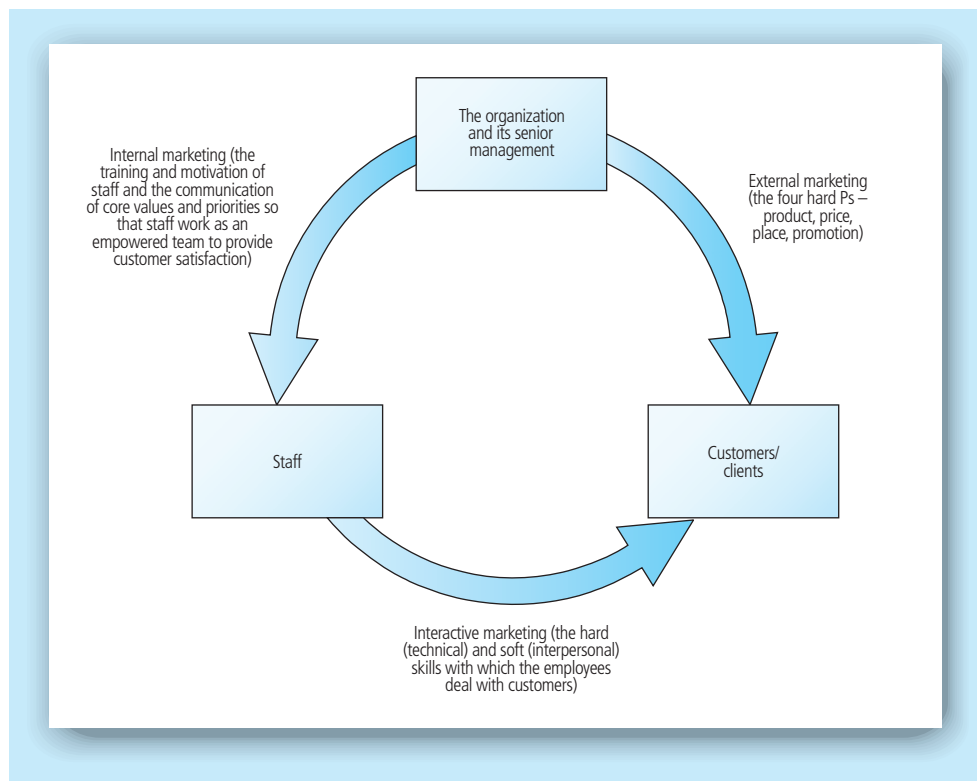 The organization
and its senior
management
Internal marketing (the
training and motivation of
staff and the communication
of core values and priorities so
that staff work as an
empowered team to provide
customer satisfaction)
External marketing
(the four hard Ps –
product, price,
place, promotion)
Staff
Customers/
clients
Interactive marketing (the hard
(technical) and soft (interpersonal)
skills with which the employees
deal with customers)